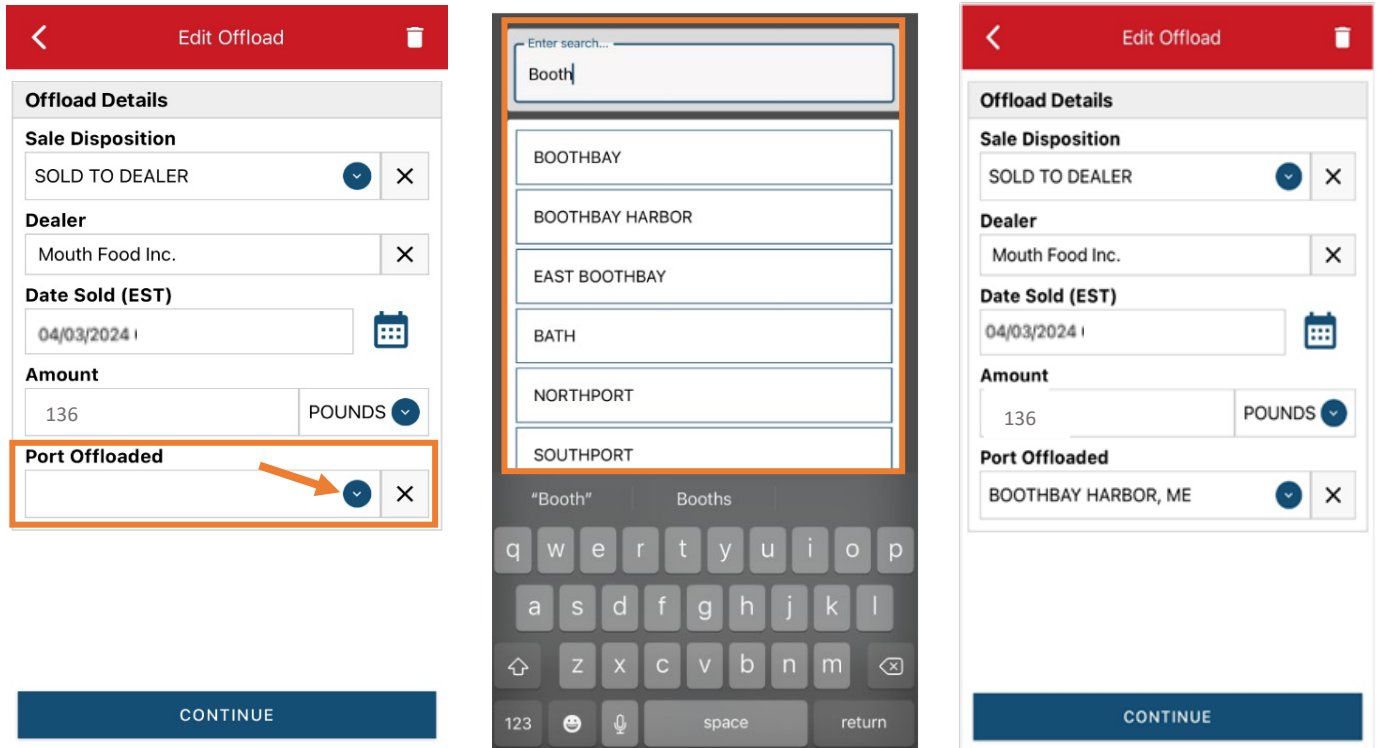 Edit Offload
Offload Details
Sale Disposition
SOLD TO DEALER
Dealer
Mouth Food Inc.
Date Sold (EST)
04/03/2024
Amount
136 POUNDS
Port Offloaded
CONTINUE
Enter search...
Booth
BOOTHBAY
BOOTHBAY HARBOR
EAST BOOTHBAY
BATH
NORTHPORT
SOUTHPORT
"Booth" Booths
q w e r t y u i o p
a s d f g h j k l
z x c v b n m
123 space return
Edit Offload
Offload Details
Sale Disposition
SOLD TO DEALER
Dealer
Mouth Food Inc.
Date Sold (EST)
04/03/2024
Amount
136 POUNDS
Port Offloaded
BOOTHBAY HARBOR, ME
CONTINUE